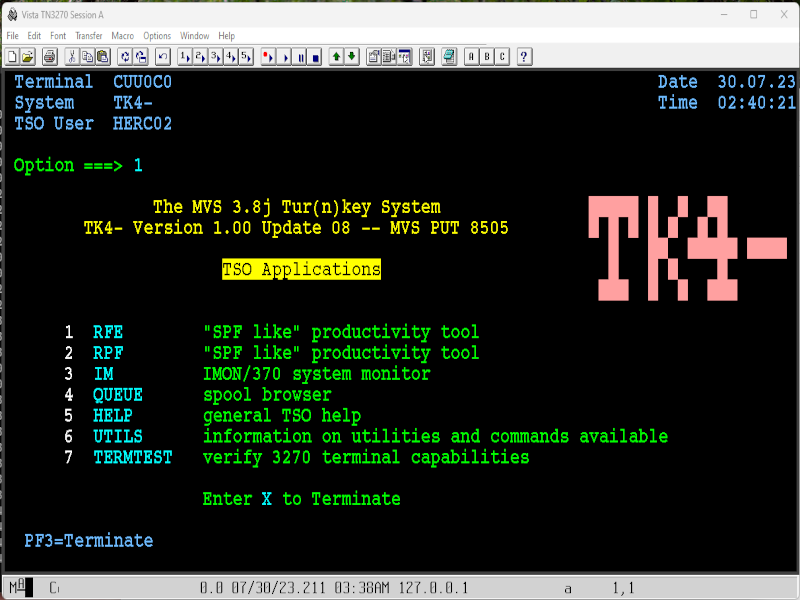 Vista TN3270 Session A
File Edit Font Transfer Macro Options Window Help
1 2 3 4 5 A B C ?
Terminal CUU0C0 Date 30.07.23
System TK4- Time 02:40:21
TSO User HERC02
Option ===> 1
The MVS 3.8j Tur(n)key System
TK4- Version 1.00 Update 08 -- MVS PUT 8505
TK4-
TSO Applications
1 RFE "SPF like" productivity tool
2 RPF "SPF like" productivity tool
3 IM IMON/370 system monitor
4 QUEUE spool browser
5 HELP general TSO help
6 UTILS information on utilities and commands available
7 TERMTEST verify 3270 terminal capabilities
Enter X to Terminate
PF3=Terminate
0.0 07/30/23.211 03:38AM 127.0.0.1 a 1,1